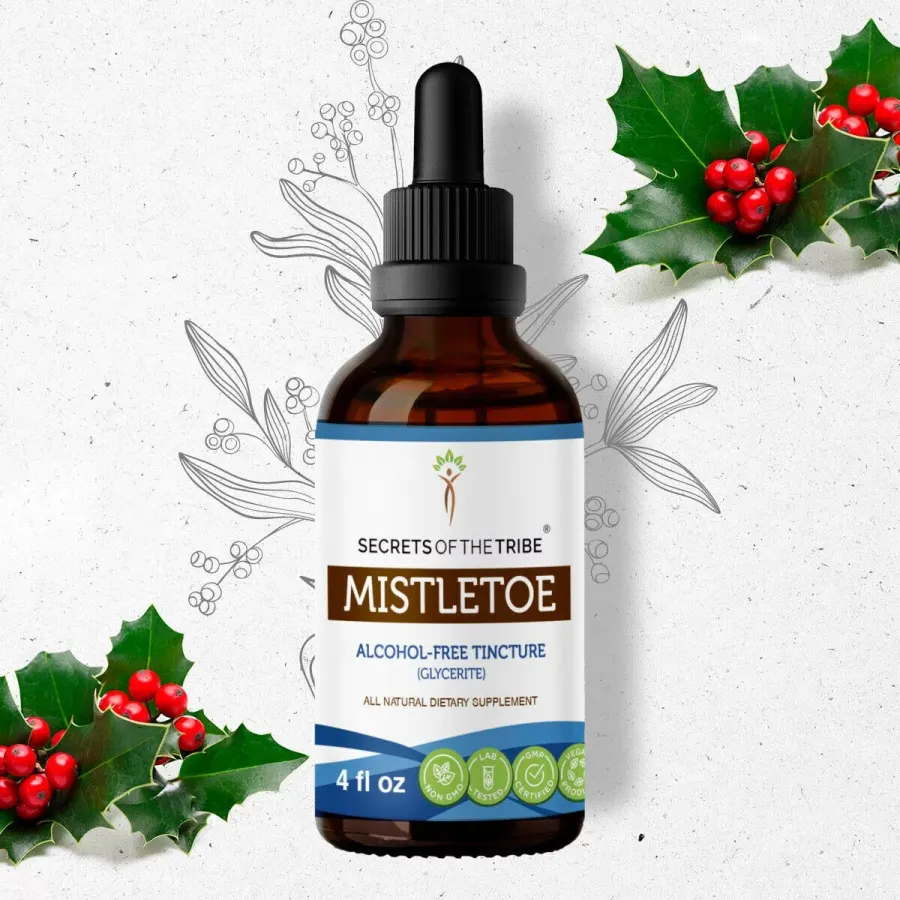 SECRETS OF THE TRIBE®
MISTLETOE
ALCOHOL-FREE TINCTURE
(GLYCERITE)
ALL NATURAL DIETARY SUPPLEMENT
4 fl oz
NON GMO
LAB TESTED
GMP CERTIFIED